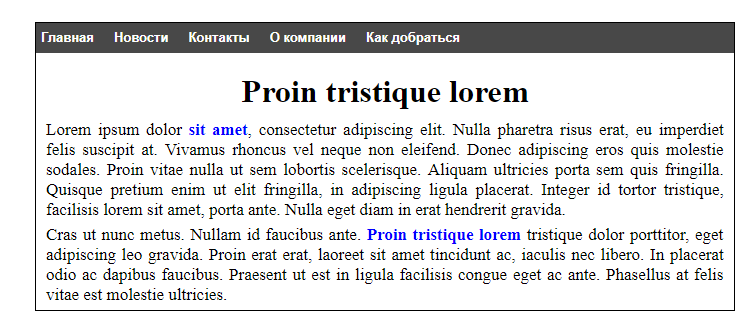 Главная Новости Контакты О компании Как добраться
Proin tristique lorem
Lorem ipsum dolor sit amet, consectetur adipiscing elit. Nulla pharetra risus erat, eu imperdiet
felis suscipit at. Vivamus rhoncus vel neque non eleifend. Donec adipiscing eros quis molestie
sodales. Proin vitae nulla ut sem lobortis scelerisque. Aliquam ultricies porta sem quis fringilla.
Quisque pretium enim ut elit fringilla, in adipiscing ligula placerat. Integer id tortor tristique,
facilisis lorem sit amet, porta ante. Nulla eget diam in erat hendrerit gravida.
Cras ut nunc metus. Nullam id faucibus ante. Proin tristique lorem tristique dolor porttitor, eget
adipiscing leo gravida. Proin erat erat, laoreet sit amet tincidunt ac, iaculis nec libero. In placerat
odio ac dapibus faucibus. Praesent ut est in ligula facilisis congue eget ac ante. Phasellus at felis
vitae est molestie ultricies.